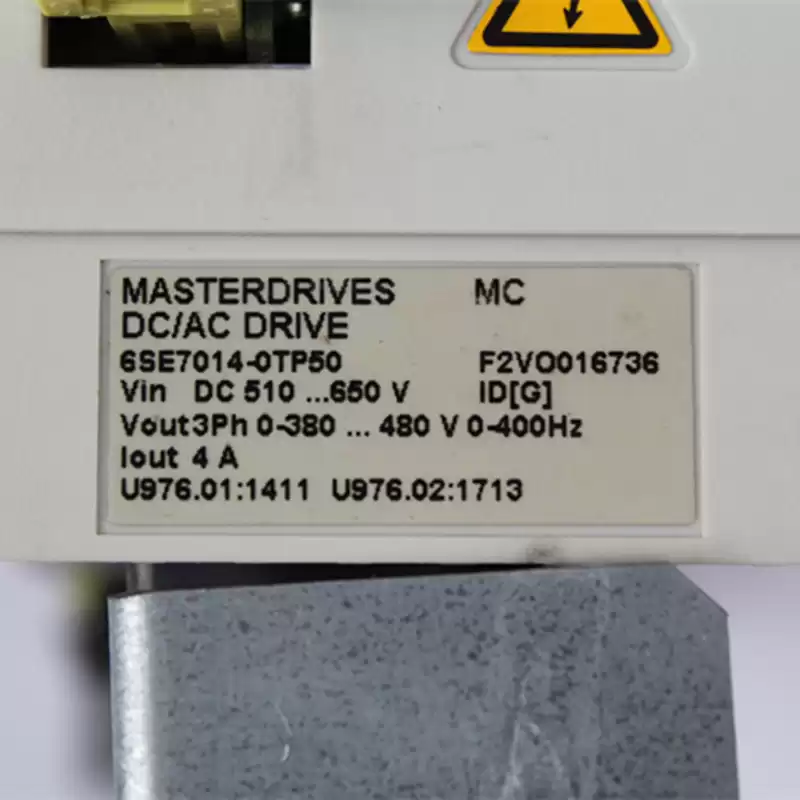 MASTERDRIVES MC
DC/AC DRIVE
6SE7014-0TP50 F2VO016736
Vin DC 510 ...650 V ID[G]
Vout3Ph 0-380 ... 480 V 0-400Hz
Iout 4 A
U976.01:1411 U976.02:1713